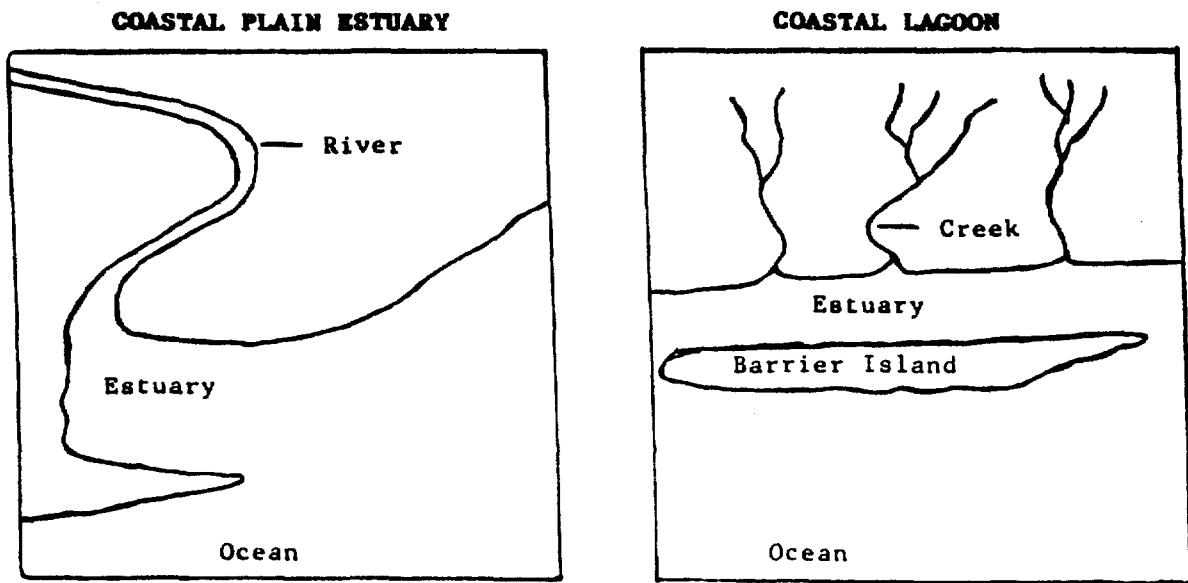 COASTAL PLAIN ESTUARY
River
Estuary
Ocean
COASTAL LAGOON
Creek
Estuary
Barrier Island
Ocean